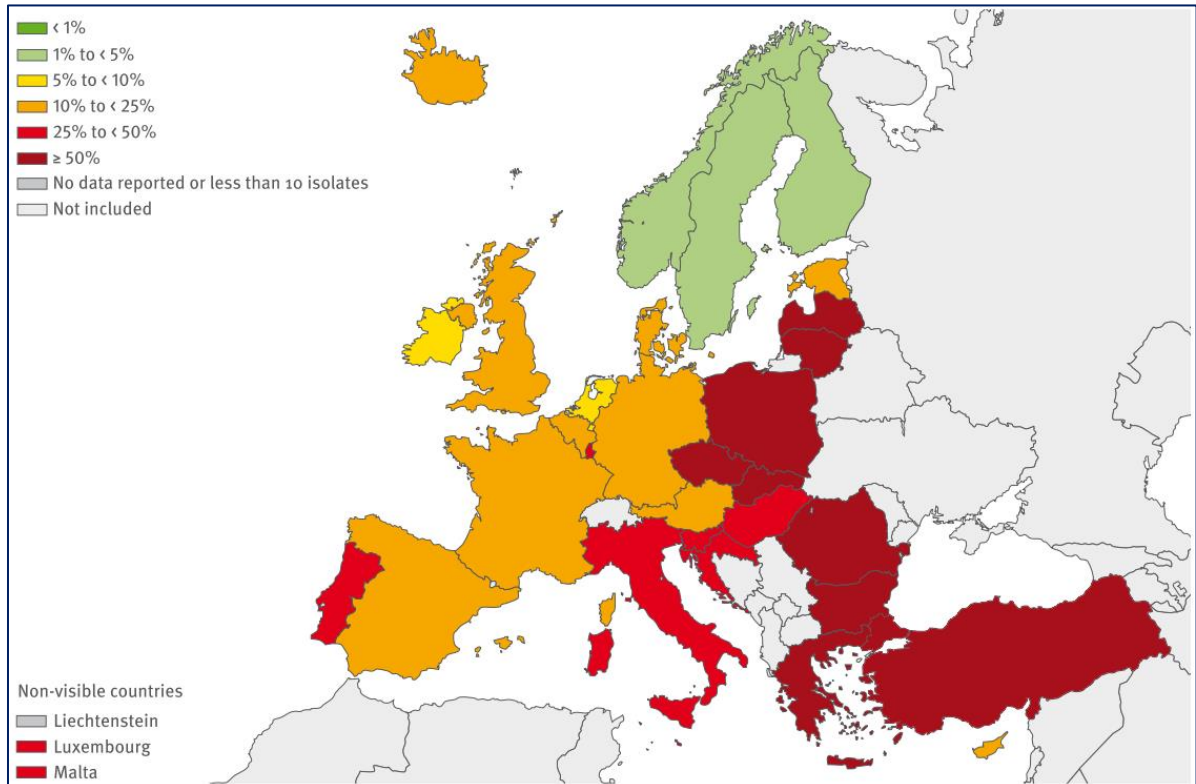 < 1%
1% to < 5%
5% to < 10%
10% to < 25%
25% to < 50%
≥ 50%
No data reported or less than 10 isolates
Not included
Non-visible countries
Liechtenstein
Luxembourg
Malta